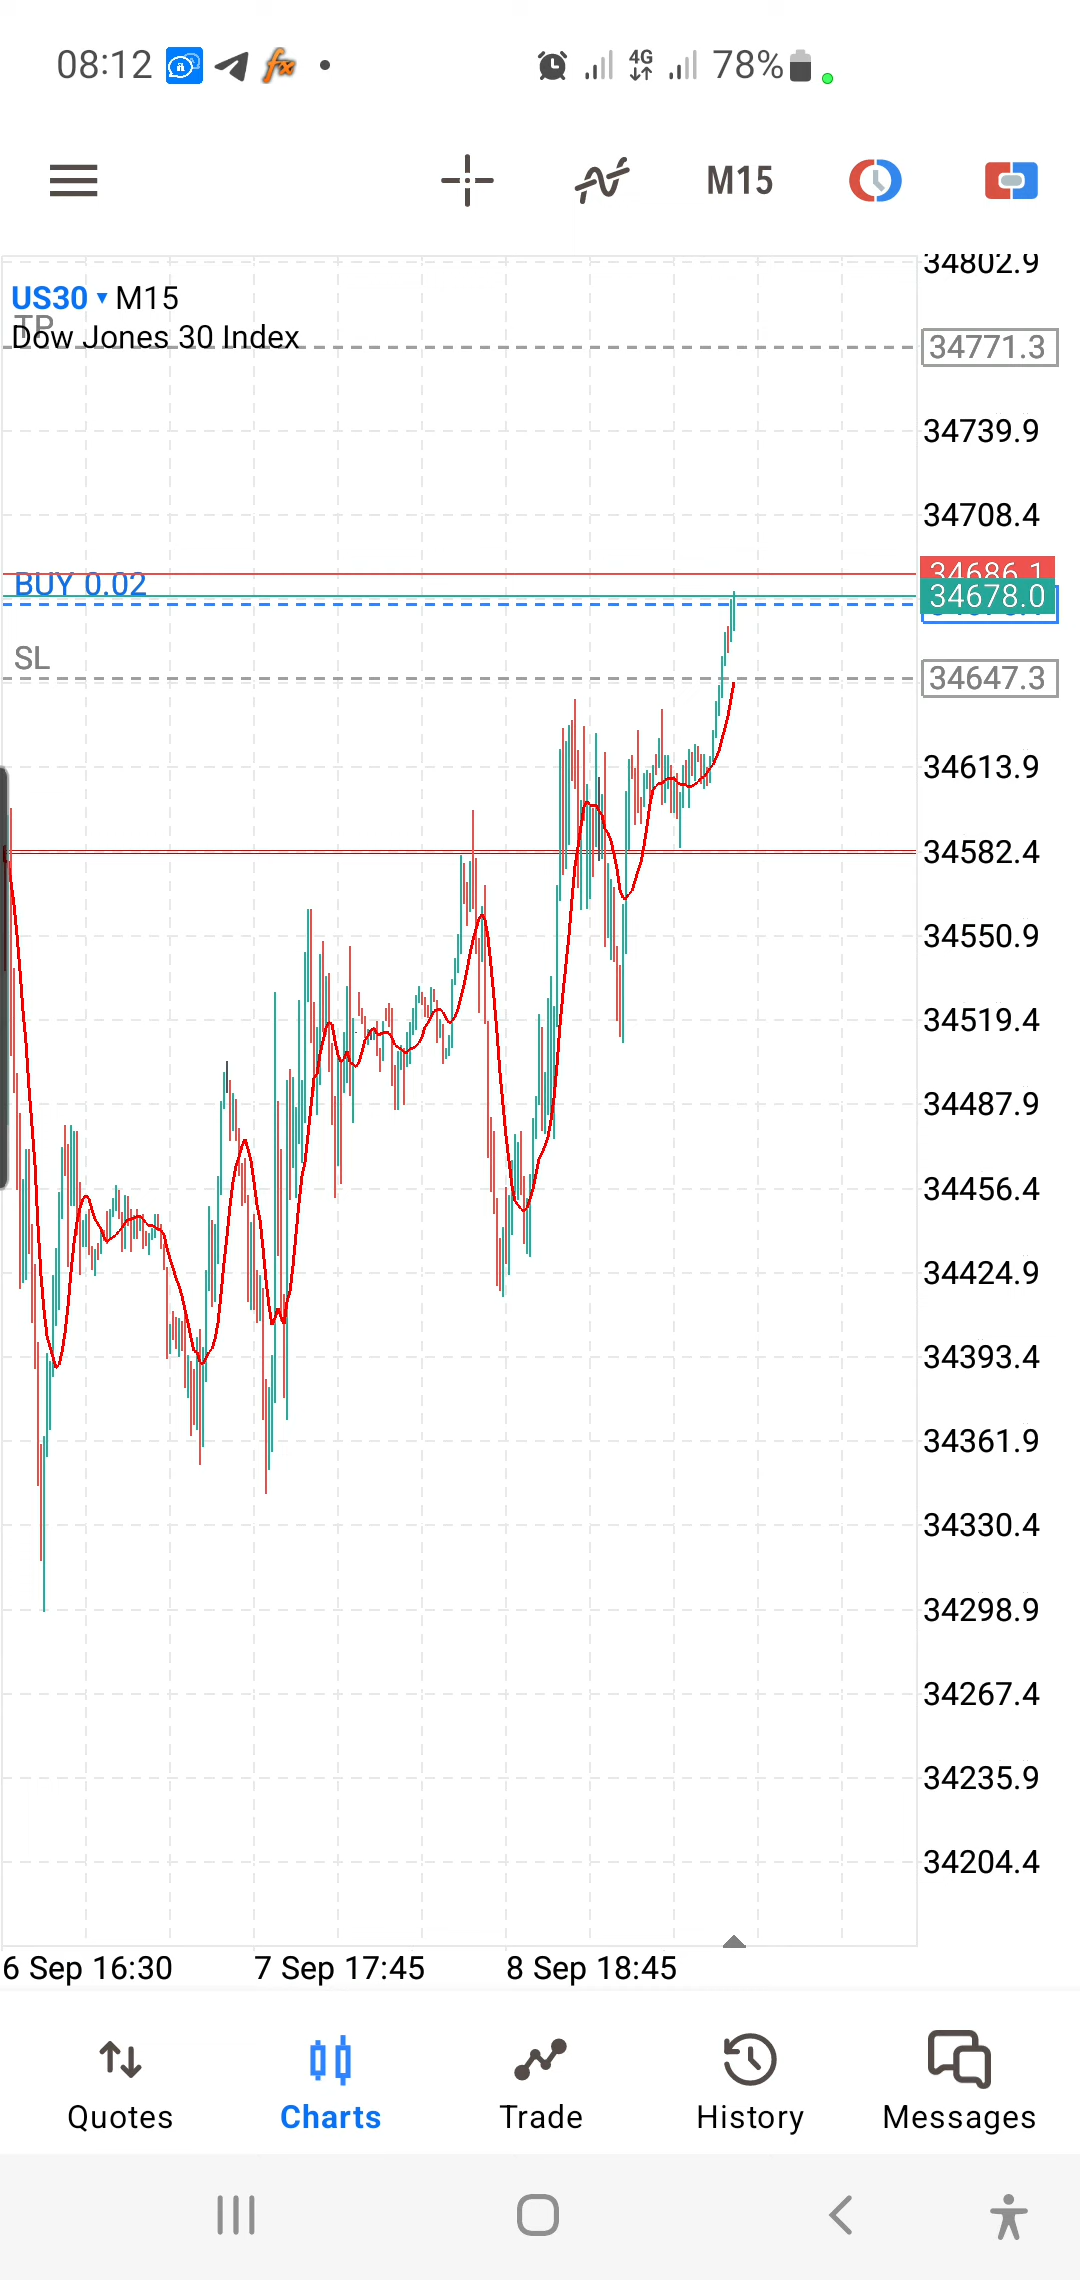 08:12
4G
78%
M15
34802.9
US30 M15
TP
Dow Jones 30 Index
34771.3
34739.9
34708.4
34686.1
BUY 0.02
34678.0
SL
34647.3
34613.9
34582.4
34550.9
34519.4
34487.9
34456.4
34424.9
34393.4
34361.9
34330.4
34298.9
34267.4
34235.9
34204.4
6 Sep 16:30 7 Sep 17:45 8 Sep 18:45
Quotes Charts Trade History Messages